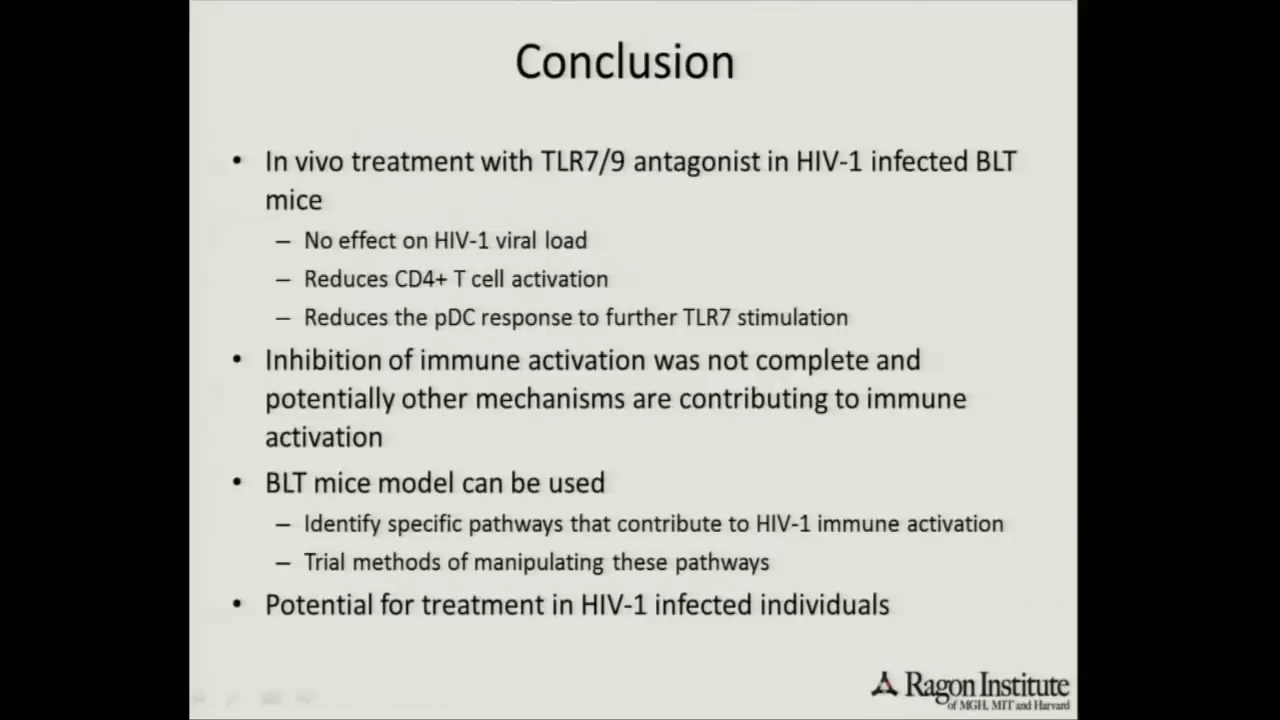 Conclusion
• In vivo treatment with TLR7/9 antagonist in HIV-1 infected BLT
mice
– No effect on HIV-1 viral load
– Reduces CD4+ T cell activation
– Reduces the pDC response to further TLR7 stimulation
• Inhibition of immune activation was not complete and
potentially other mechanisms are contributing to immune
activation
• BLT mice model can be used
– Identify specific pathways that contribute to HIV-1 immune activation
– Trial methods of manipulating these pathways
• Potential for treatment in HIV-1 infected individuals
Ragon Institute
of MGH, MIT and Harvard